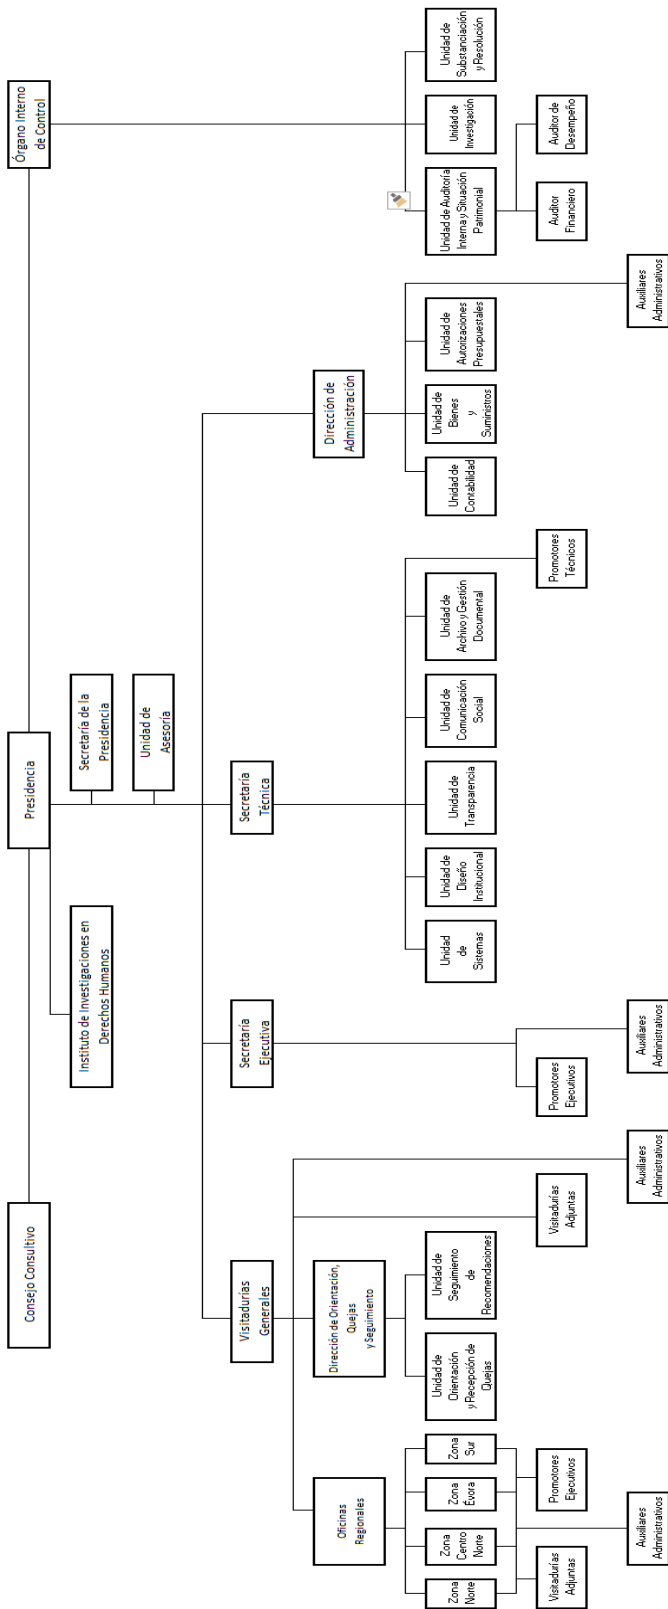 Consejo Consultivo
Presidencia
Órgano Interno
de Control
Instituto de Investigaciones en
Derechos Humanos
Secretaría de la
Presidencia
Unidad de
Asesoría
Visitadurías
Generales
Secretaría
Ejecutiva
Secretaría
Técnica
Oficinas
Regionales
Dirección de Orientación,
Quejas
y Seguimiento
Dirección de
Administración
Zona
Norte
Zona
Centro
Norte
Zona
Évora
Zona
Sur
Unidad de
Orientación
y Recepción de
Quejas
Unidad de
Seguimiento
de
Recomendaciones
Unidad
de
Sistemas
Unidad de
Diseño
Institucional
Unidad de
Transparencia
Unidad de
Comunicación
Social
Unidad de
Archivo y Gestión
Documental
Unidad de
Contabilidad
Unidad de
Bienes
y
Suministros
Unidad de
Autorizaciones
Presupuestales
Unidad de Auditoría
Interna y Situación
Patrimonial
Unidad de
Investigación
Unidad de
Substanciación
y Resolución
Visitadurías
Adjuntas
Promotores
Ejecutivos
Visitadurías
Adjuntas
Promotores
Ejecutivos
Promotores
Técnicos
Auditor
Financiero
Auditor de
Desempeño
Auxiliares
Administrativos
Auxiliares
Administrativos
Auxiliares
Administrativos
Auxiliares
Administrativos